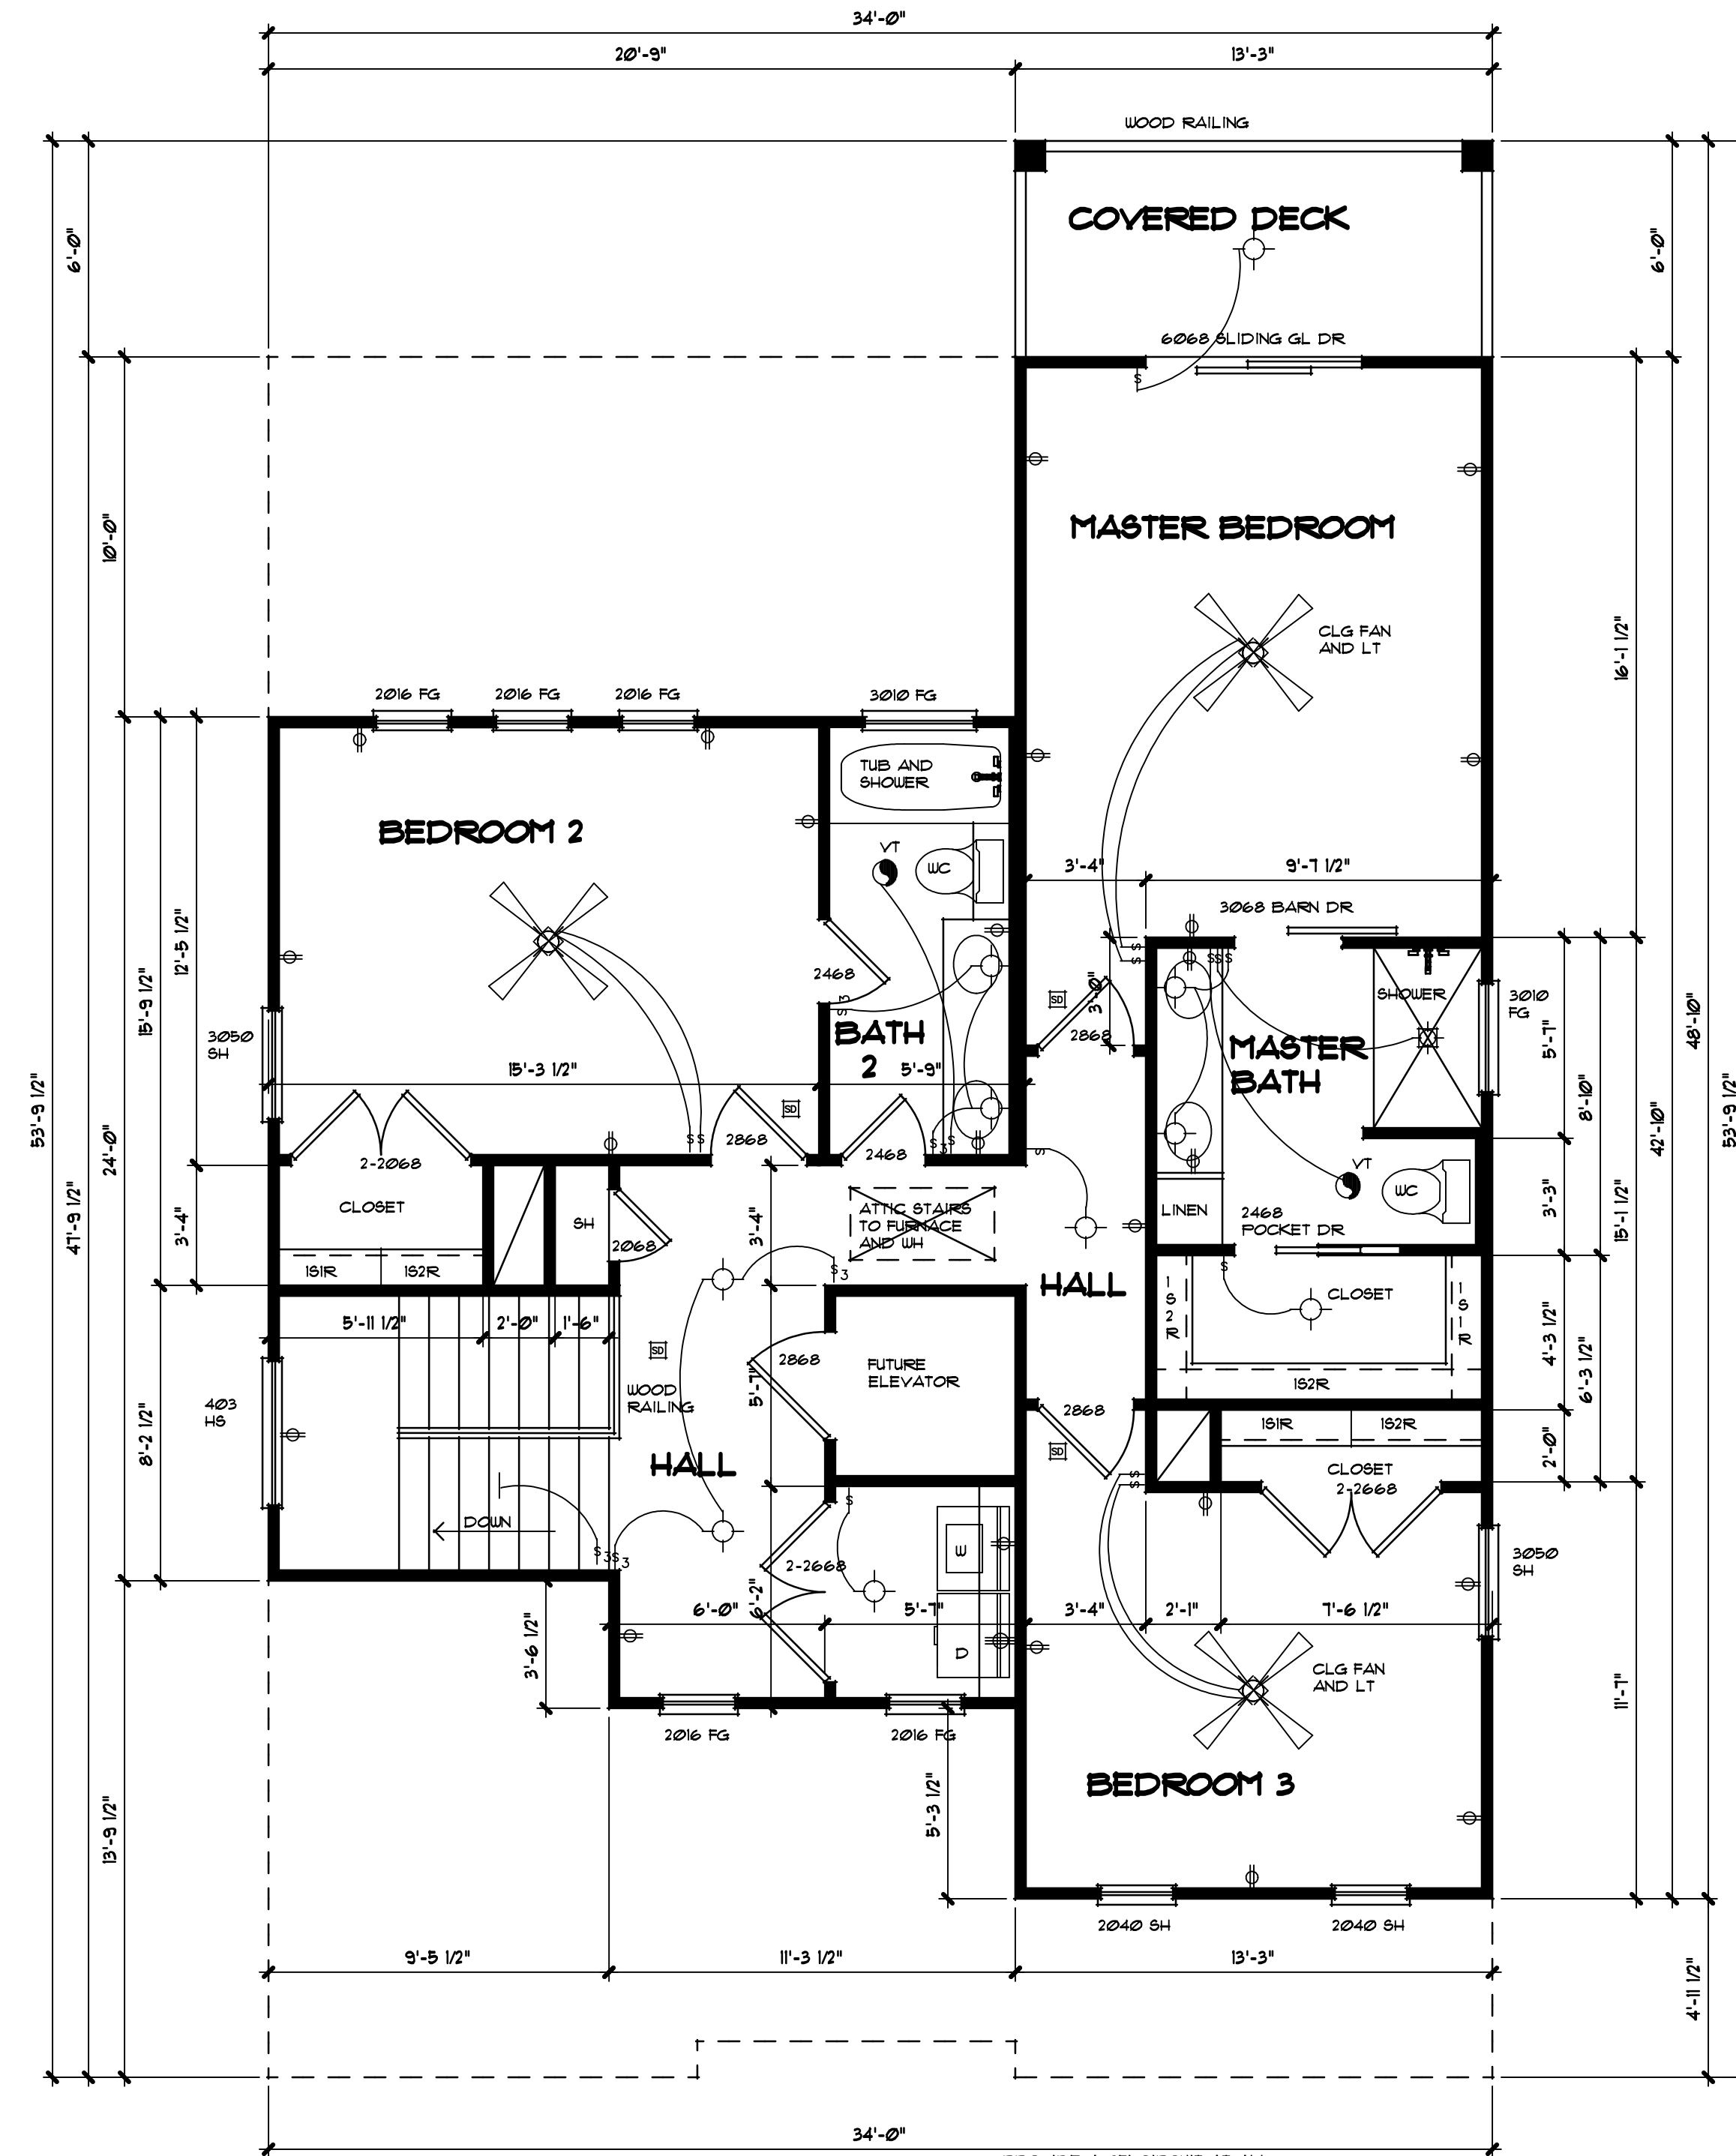 34'-0"
20'-9"
13'-3"
WOOD RAILING
COVERED DECK
6'-0"
6'-0"
6068 SLIDING GL DR
S
10'-0"
MASTER BEDROOM
CLG FAN
AND LT
16'-1 1/2"
2016 FG
2016 FG
2016 FG
3010 FG
TUB AND
SHOWER
BEDROOM 2
VT
WC
3'-4"
9'-7 1/2"
3068 BARN DR
12'-5 1/2"
15'-9 1/2"
2468
S 3
S
S
S S S
SHOWER
3010
FG
SD
3'-0"
2868
3050
SH
BATH
2
MASTER
BATH
5'-7"
8'-10"
48'-10"
42'-10"
53'-9 1/2"
53'-9 1/2"
15'-3 1/2"
5'-9"
SD
S S
2868
2468
S 3 S
S
2-2068
24'-0"
47'-9 1/2"
VT
WC
CLOSET
SH
3'-4"
3'-4"
ATTIC STAIRS
TO FURNACE
AND WH
LINEN
2468
POCKET DR
3'-3"
15'-1 1/2"
2068
1S1R
1S2R
S 3
S
HALL
1S2R
CLOSET
1S1R
5'-11 1/2"
2'-0"
1'-6"
SD
2868
FUTURE
ELEVATOR
5'-7"
4'-3 1/2"
6'-3 1/2"
403
HS
WOOD
RAILING
1S2R
2868
1S1R
1S2R
8'-2 1/2"
HALL
SD
S
S
CLOSET
2-2668
2'-0"
S
DOWN
S 3
S 3
W
2-2668
3050
SH
6'-0"
6'-2"
5'-7"
3'-4"
2'-1"
7'-6 1/2"
3'-6 1/2"
D
CLG FAN
AND LT
11'-7"
2016 FG
2016 FG
BEDROOM 3
5'-3 1/2"
13'-9 1/2"
2040 SH
2040 SH
9'-5 1/2"
11'-3 1/2"
13'-3"
4'-11 1/2"
34'-0"